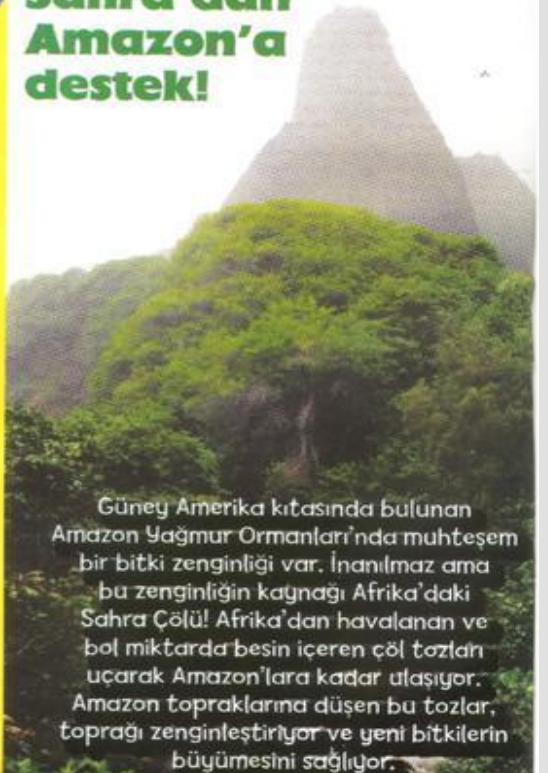 Sahra'dan
Amazon'a
destek!
Güney Amerika kıtasında bulunan
Amazon Yağmur Ormanları'nda muhteşem
bir bitki zenginliği var. İnanılmaz ama
bu zenginliğin kaynağı Afrika'daki
Sahra Çölü! Afrika'dan havalanan ve
bol miktarda besin içeren çöl tozları
uçarak Amazon'lara kadar ulaşıyor.
Amazon topraklarına düşen bu tozlar,
toprağı zenginleştiriyor ve yeni bitkilerin
büyümesini sağlıyor.